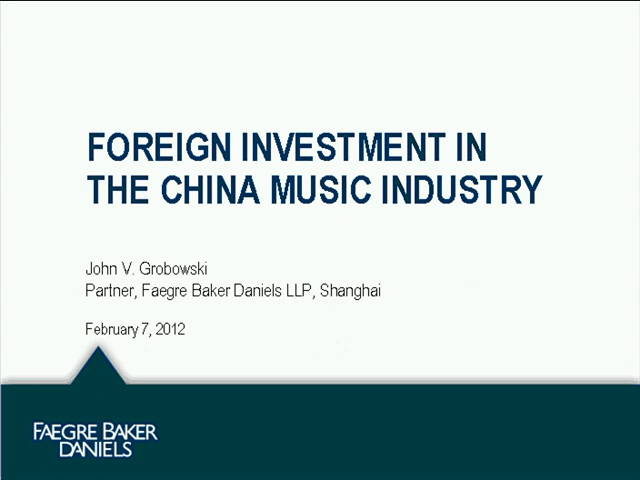 FOREIGN INVESTMENT IN
THE CHINA MUSIC INDUSTRY
John V. Grobowski
Partner, Faegre Baker Daniels LLP, Shanghai
February 7, 2012
FAEGRE BAKER
DANIELS